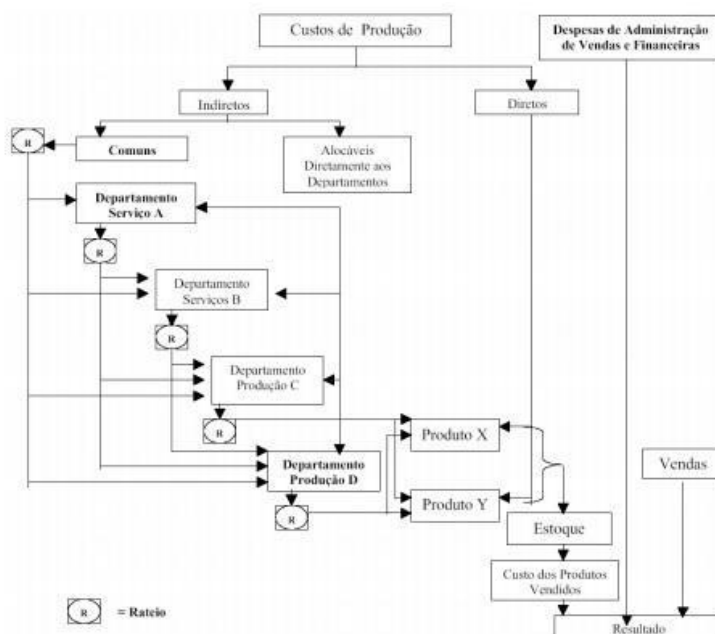 Custos de Produção
Despesas de Administração
de Vendas e Financeiras
Indiretos
Diretos
R
Comuns
Alocáveis
Diretamente aos
Departamentos
Departamento
Serviço A
R
Departamento
Serviços B
R
Departamento
Produção C
R
Produto X
Vendas
Departamento
Produção D
Produto Y
R
Estoque
Custo dos Produtos
Vendidos
R
= Rateio
Resultado